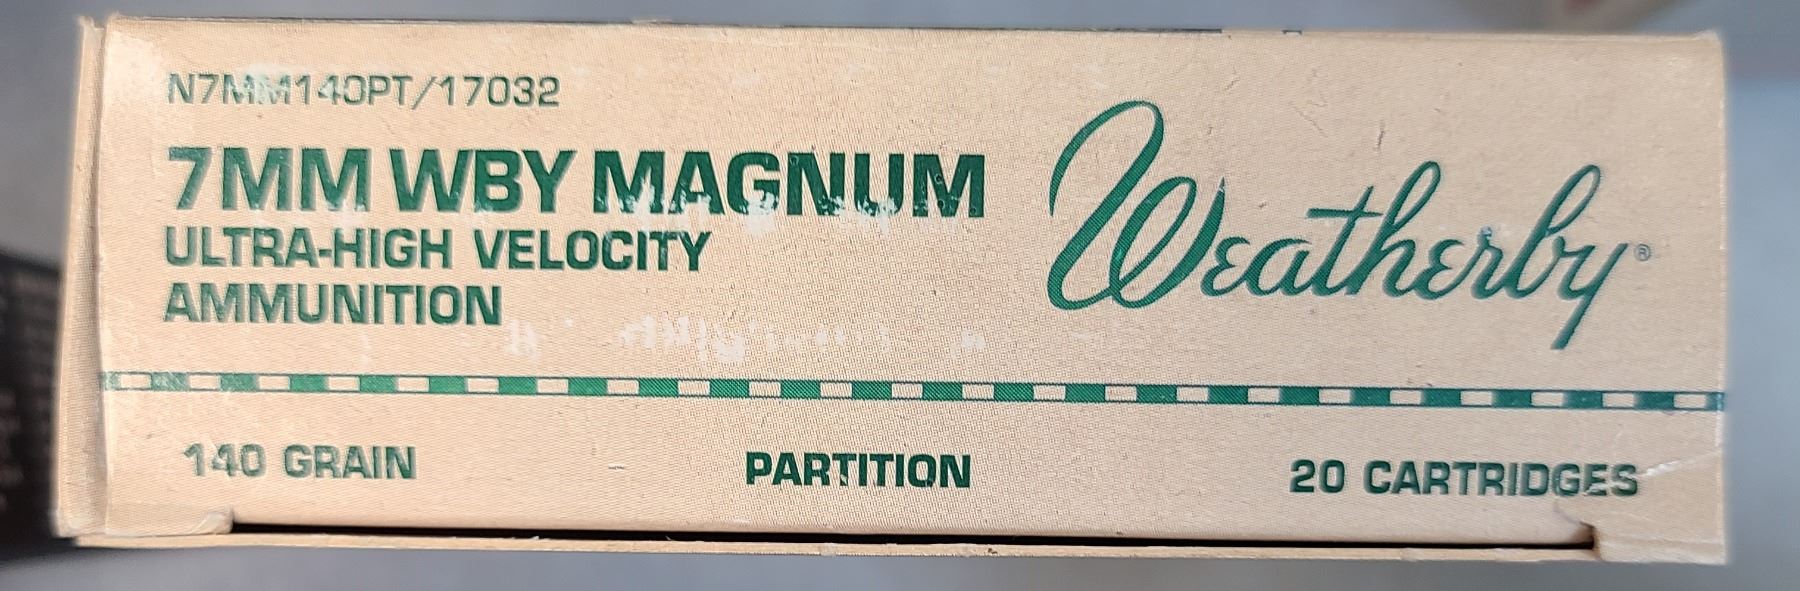 N7MM140PT/17032
7MM WBY MAGNUM
ULTRA-HIGH VELOCITY
AMMUNITION
Weatherby®
140 GRAIN
PARTITION
20 CARTRIDGES